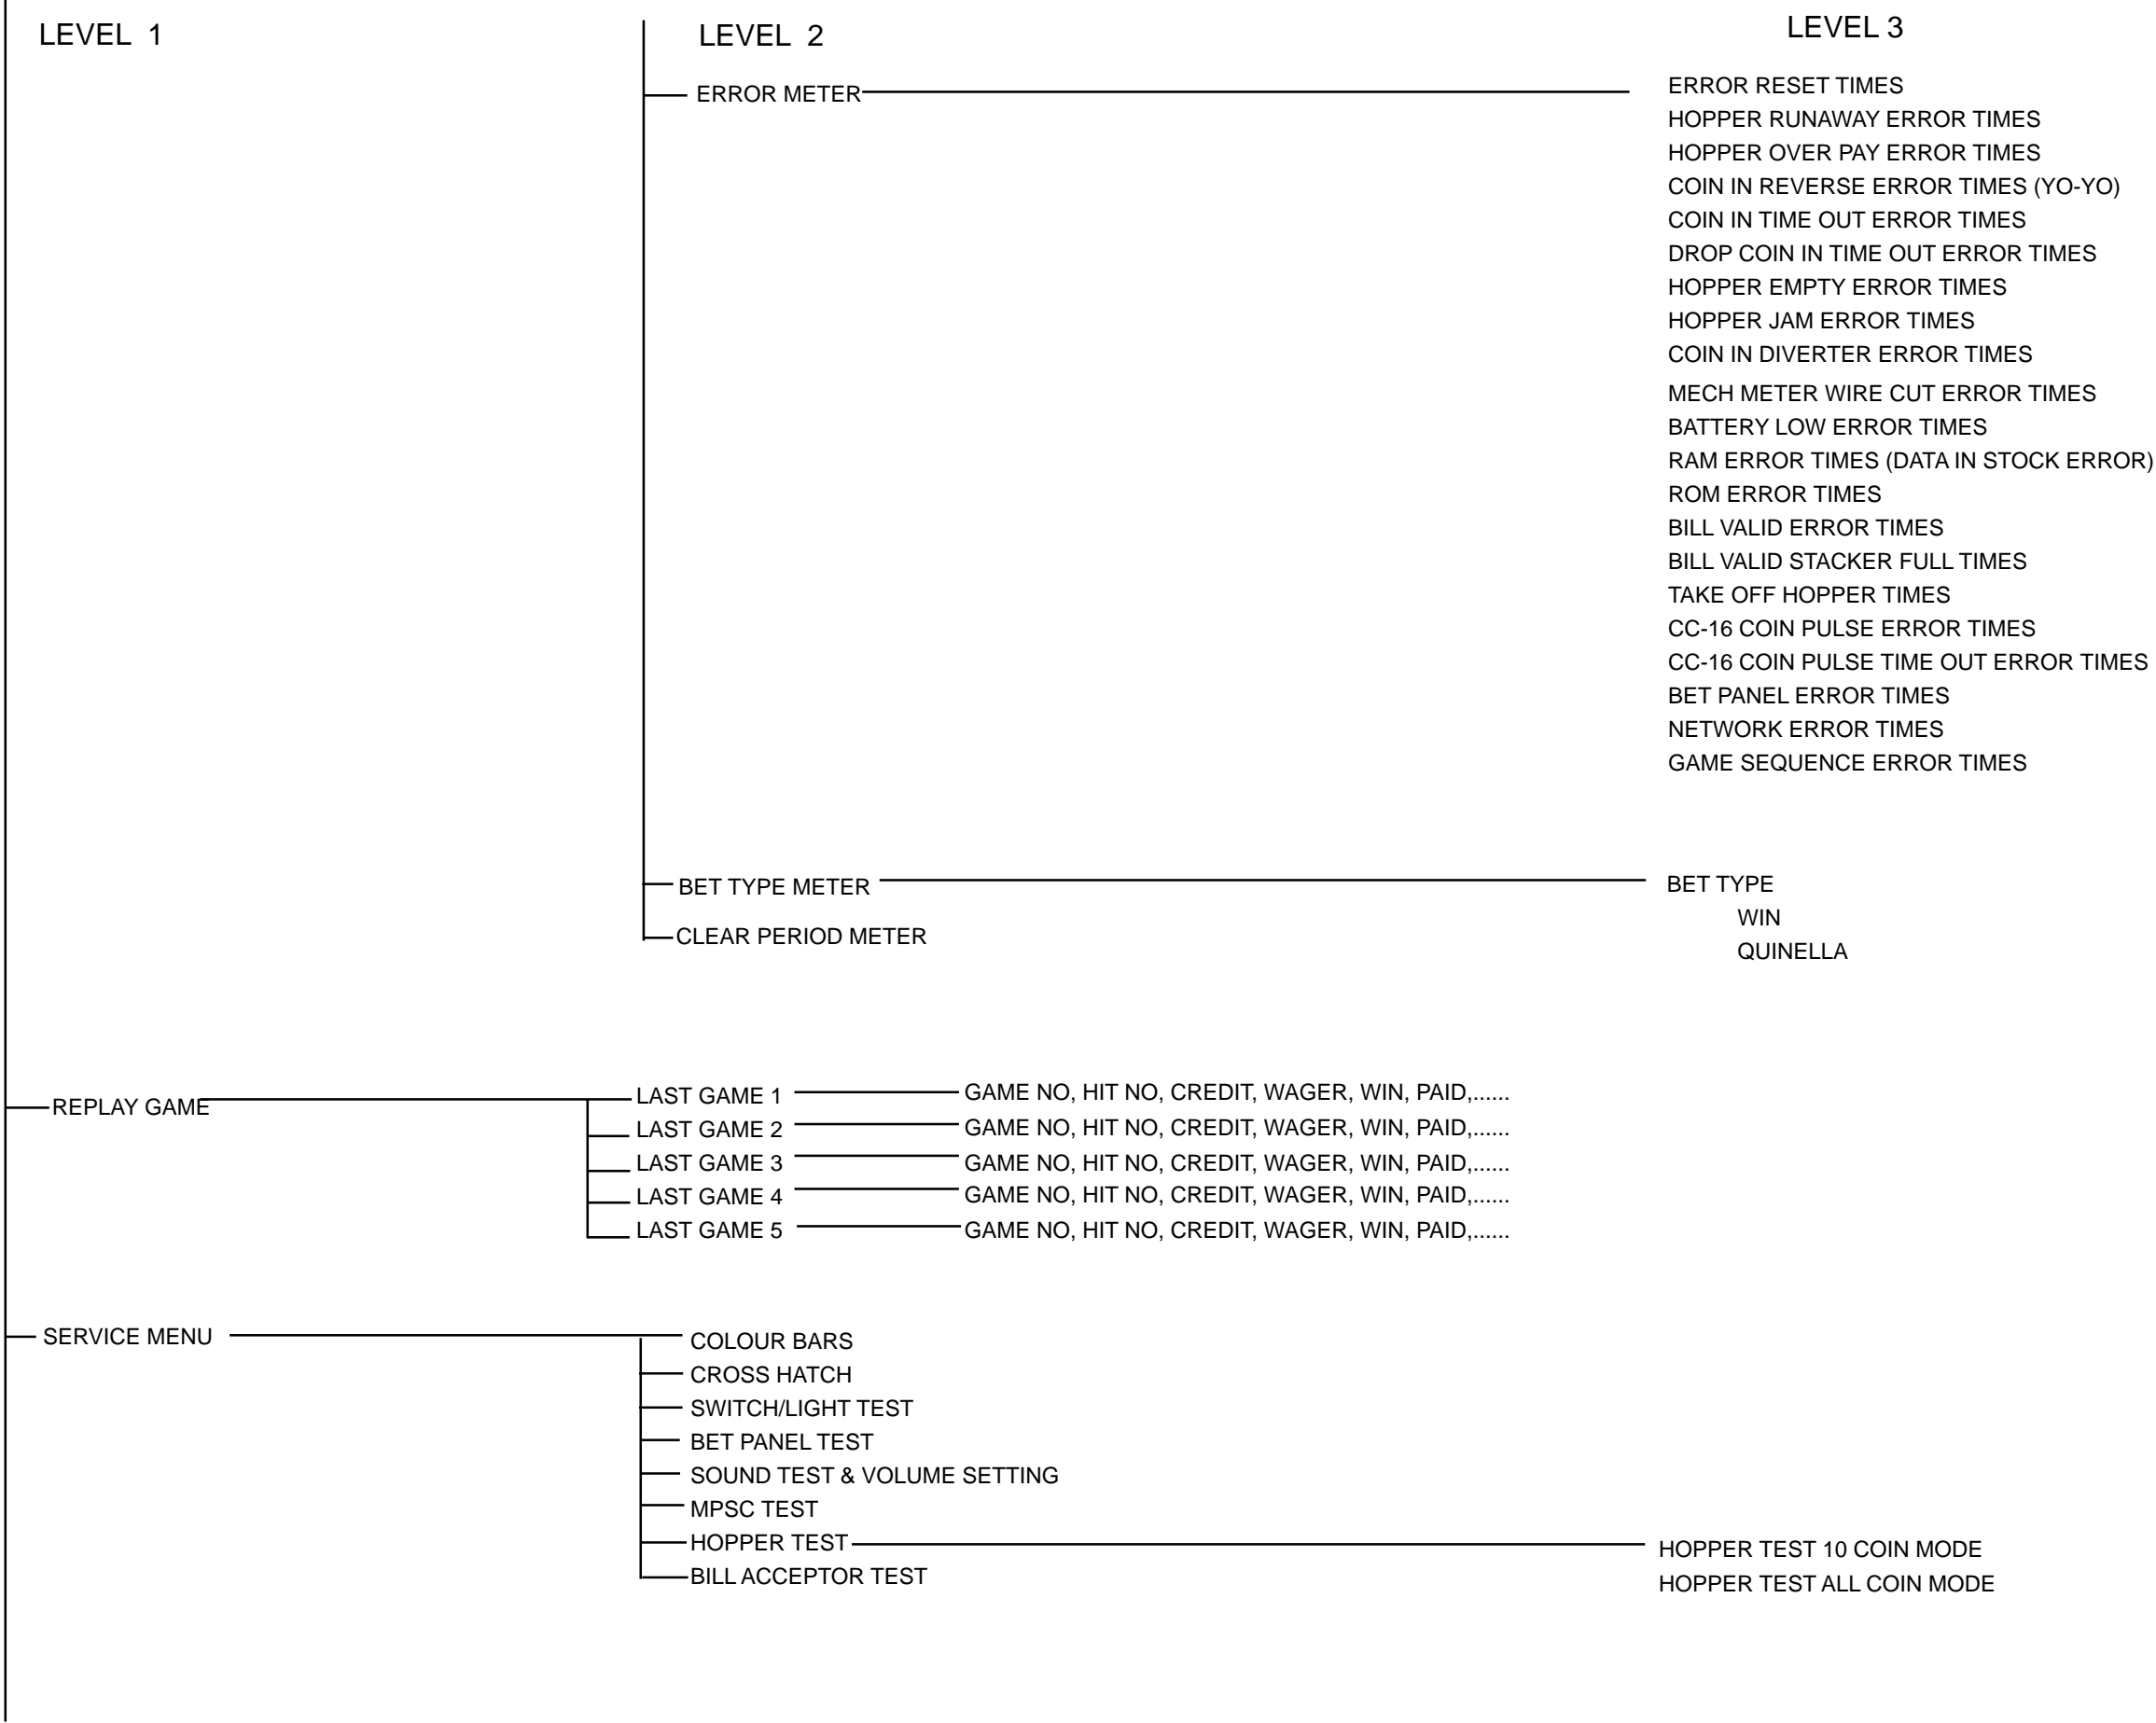 LEVEL 1
LEVEL 2
LEVEL 3
ERROR METER
ERROR RESET TIMES
HOPPER RUNAWAY ERROR TIMES
HOPPER OVER PAY ERROR TIMES
COIN IN REVERSE ERROR TIMES (YO-YO)
COIN IN TIME OUT ERROR TIMES
DROP COIN IN TIME OUT ERROR TIMES
HOPPER EMPTY ERROR TIMES
HOPPER JAM ERROR TIMES
COIN IN DIVERTER ERROR TIMES
MECH METER WIRE CUT ERROR TIMES
BATTERY LOW ERROR TIMES
RAM ERROR TIMES (DATA IN STOCK ERROR)
ROM ERROR TIMES
BILL VALID ERROR TIMES
BILL VALID STACKER FULL TIMES
TAKE OFF HOPPER TIMES
CC-16 COIN PULSE ERROR TIMES
CC-16 COIN PULSE TIME OUT ERROR TIMES
BET PANEL ERROR TIMES
NETWORK ERROR TIMES
GAME SEQUENCE ERROR TIMES
BET TYPE METER
BET TYPE
WIN
QUINELLA
CLEAR PERIOD METER
REPLAY GAME
LAST GAME 1 GAME NO, HIT NO, CREDIT, WAGER, WIN, PAID,......
LAST GAME 2 GAME NO, HIT NO, CREDIT, WAGER, WIN, PAID,......
LAST GAME 3 GAME NO, HIT NO, CREDIT, WAGER, WIN, PAID,......
LAST GAME 4 GAME NO, HIT NO, CREDIT, WAGER, WIN, PAID,......
LAST GAME 5 GAME NO, HIT NO, CREDIT, WAGER, WIN, PAID,......
SERVICE MENU
COLOUR BARS
CROSS HATCH
SWITCH/LIGHT TEST
BET PANEL TEST
SOUND TEST & VOLUME SETTING
MPSC TEST
HOPPER TEST
HOPPER TEST 10 COIN MODE
HOPPER TEST ALL COIN MODE
BILL ACCEPTOR TEST